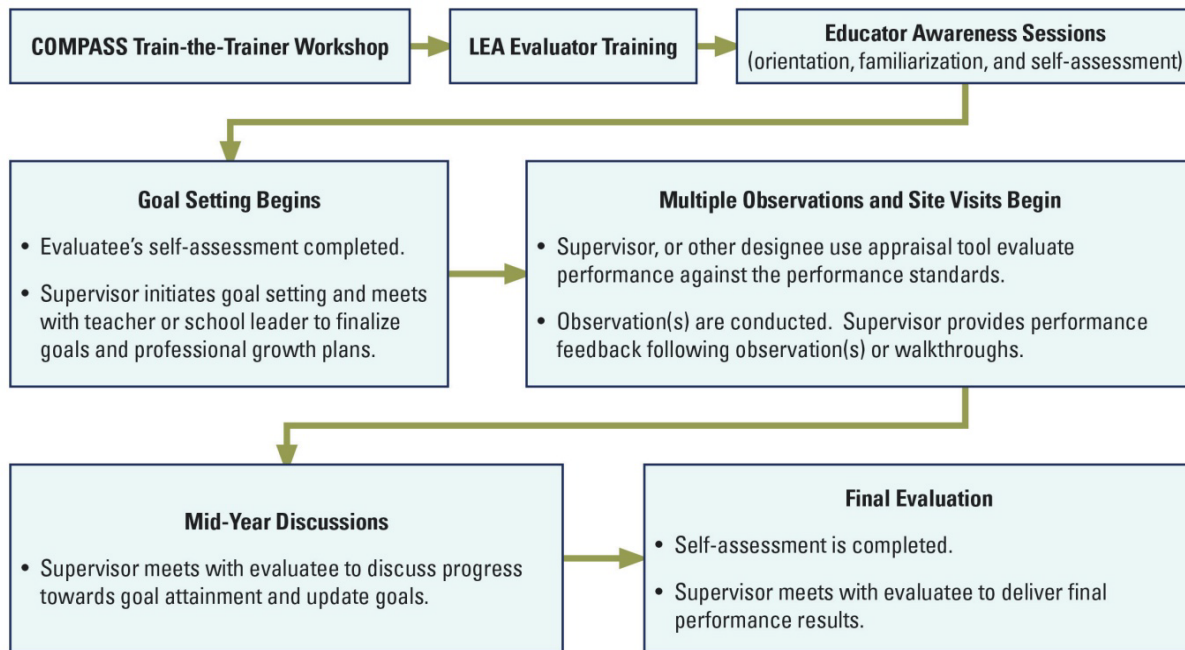 COMPASS Train-the-Trainer Workshop
LEA Evaluator Training
Educator Awareness Sessions
(orientation, familiarization, and self-assessment)
Goal Setting Begins
• Evaluatee's self-assessment completed.
• Supervisor initiates goal setting and meets
with teacher or school leader to finalize
goals and professional growth plans.
Multiple Observations and Site Visits Begin
• Supervisor, or other designee use appraisal tool evaluate
performance against the performance standards.
• Observation(s) are conducted. Supervisor provides performance
feedback following observation(s) or walkthroughs.
Mid-Year Discussions
• Supervisor meets with evaluatee to discuss progress
towards goal attainment and update goals.
Final Evaluation
• Self-assessment is completed.
• Supervisor meets with evaluatee to deliver final
performance results.